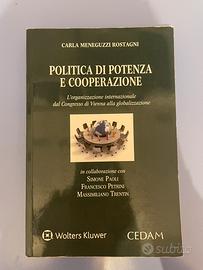 CARLA MENEGUZZI ROSTAGNI
POLITICA DI POTENZA
E COOPERAZIONE
L'organizzazione internazionale
dal Congresso di Vienna alla globalizzazione
in collaborazione con
SIMONE PAOLI
FRANCESCO PETRINI
MASSIMILIANO TRENTIN
Wolters Kluwer
CEDAM
subito